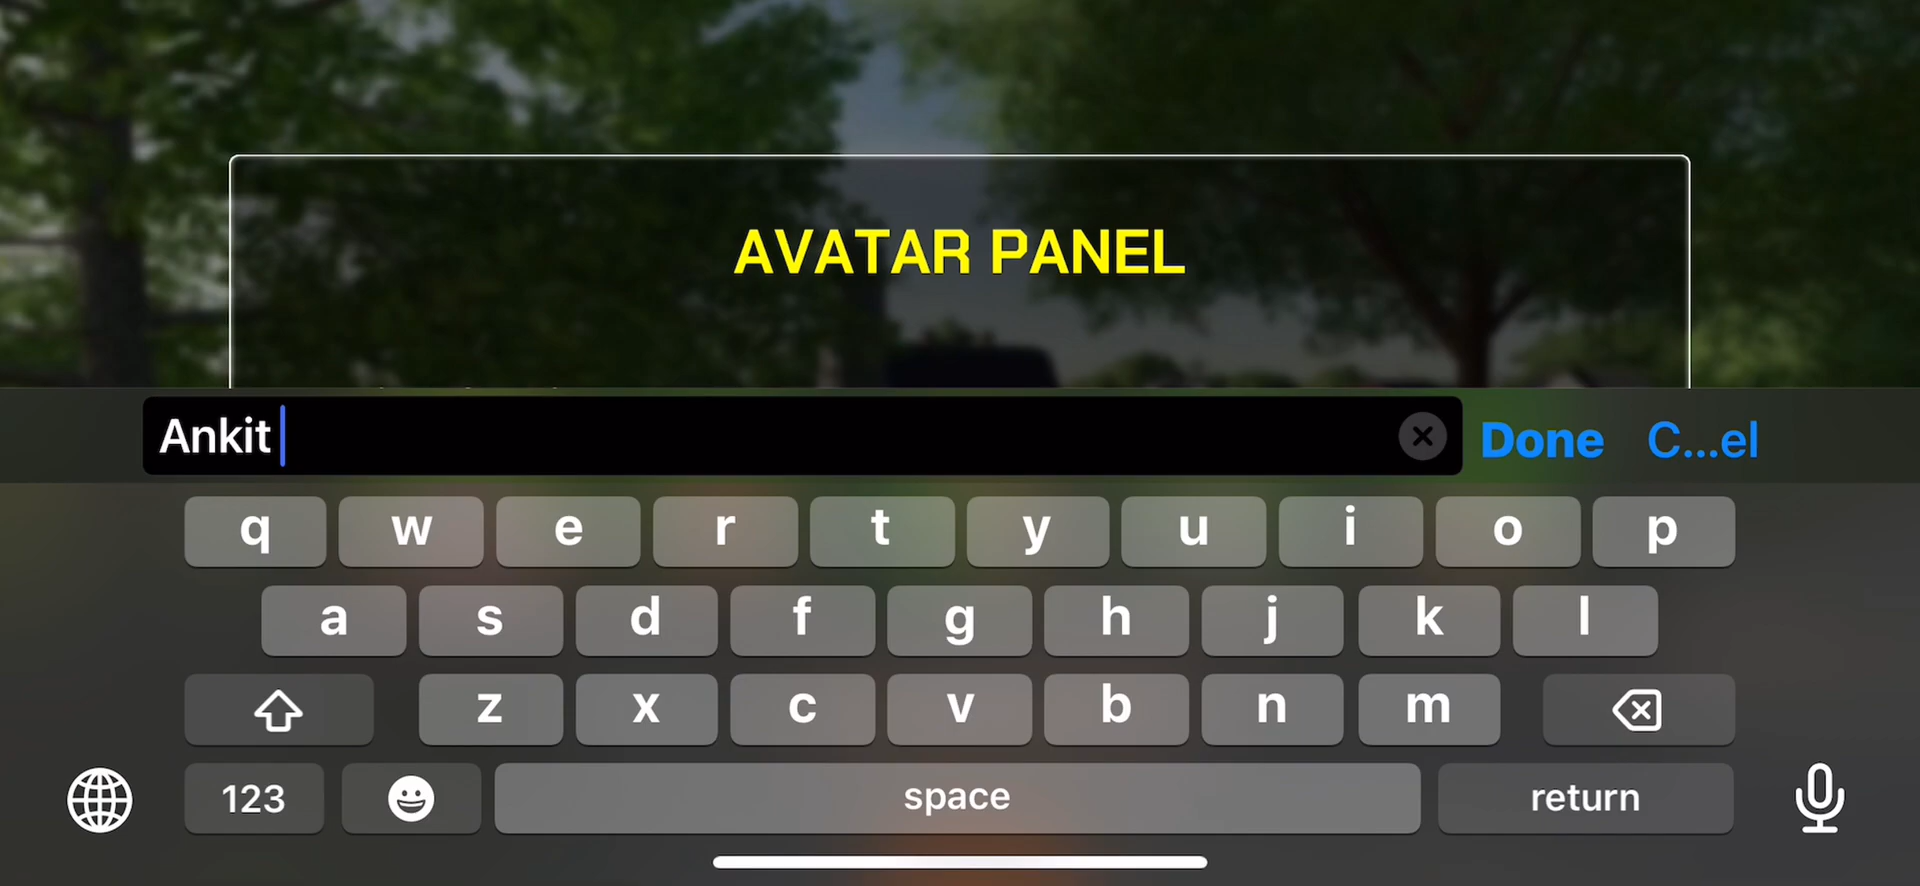 AVATAR PANEL
Ankit
Done C...el
q w e r t y u i o p
a s d f g h j k l
z x c v b n m
123 space return